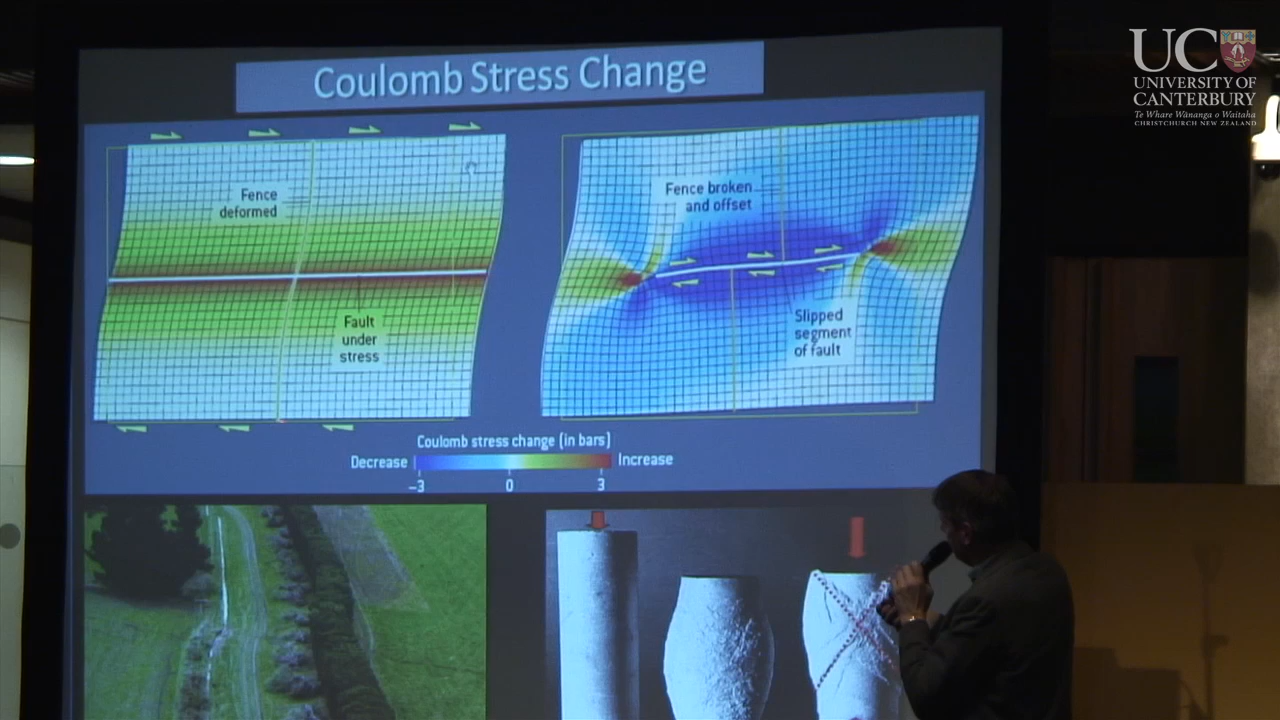 Coulomb Stress Change
Fence
deformed
Fault
under
stress
Fence broken
and offset
Slipped
segment
of fault
Coulomb stress change (in bars)
Decrease
Increase
−3
0
3
UC
UNIVERSITY OF
CANTERBURY
Te Whare Wānanga o Waitaha
CHRISTCHURCH NEW ZEALAND